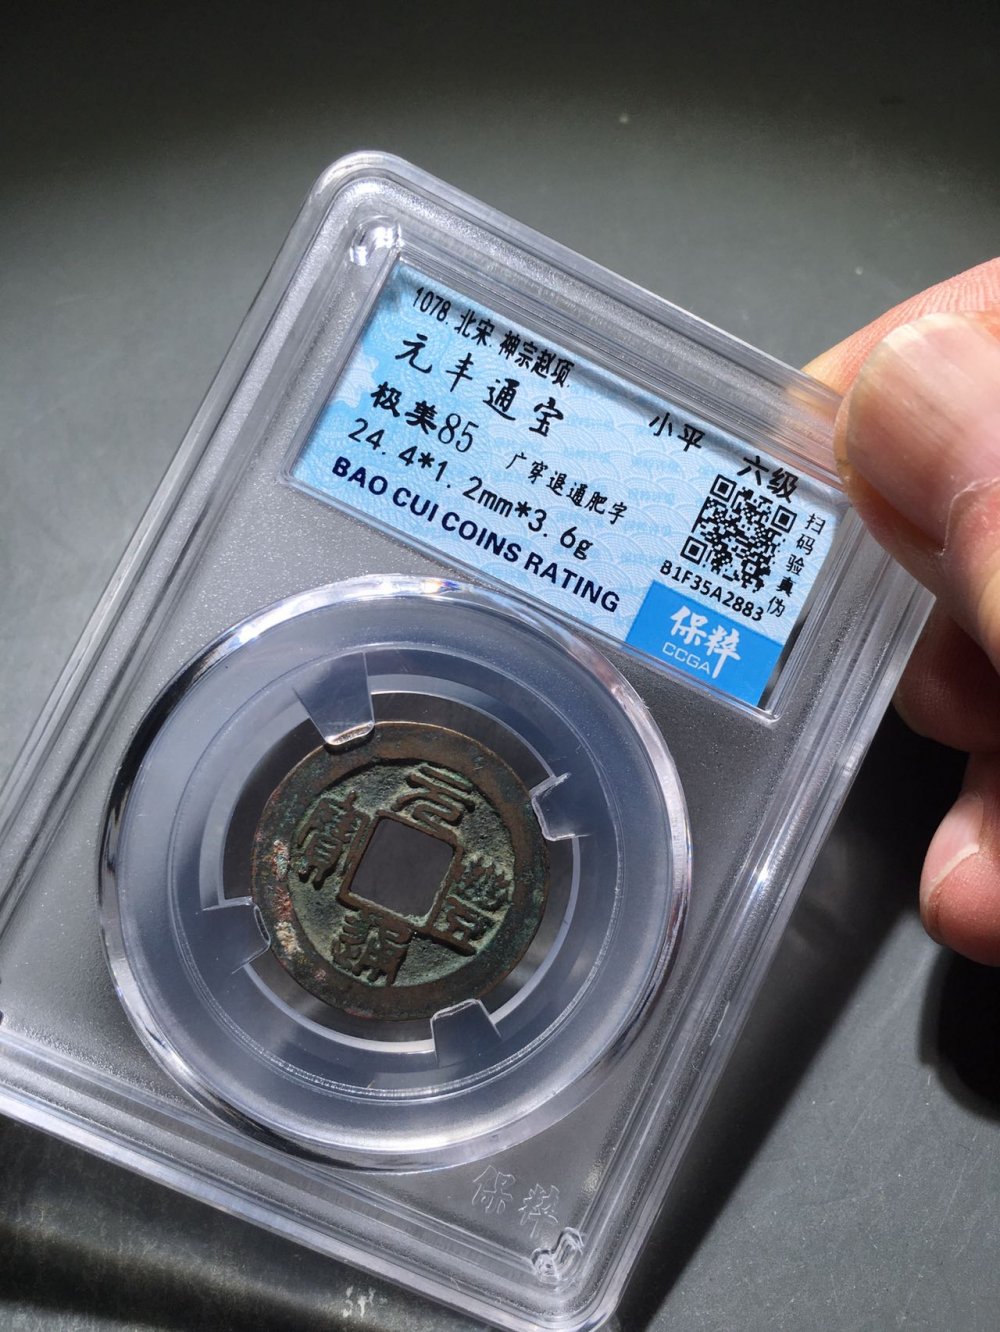 1078.北宋 神宗赵顼.
元丰通宝
小平 六级
极美85 广穿退通肥字
24.4*1.2mm*3.6g
BAO CUI COINS RATING
扫码验真伪
B1F35A2883
保粹
CCGA
元豐通寶
保粹